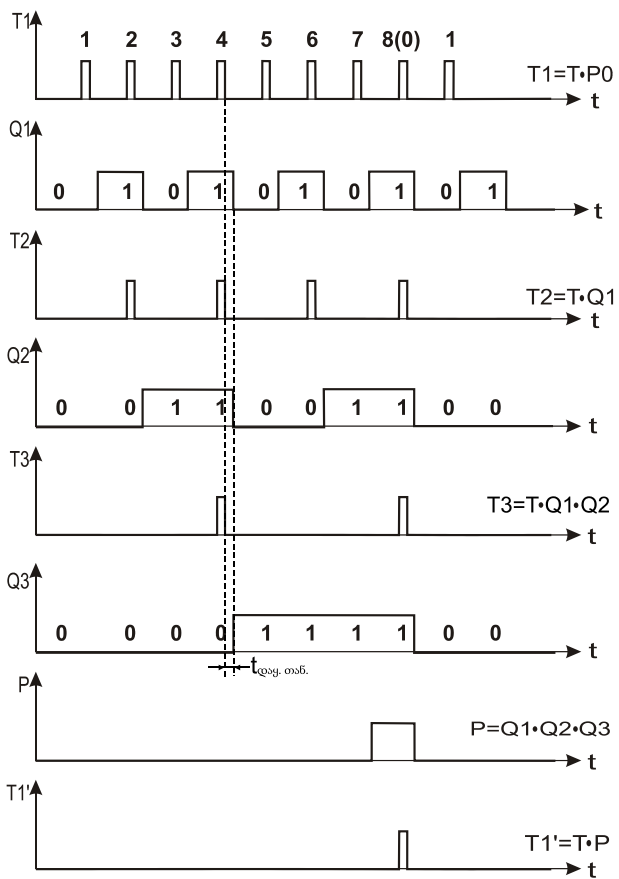 T1
1 2 3 4 5 6 7 8(0) 1
T1=T•P0
t
Q1
0 1 0 1 0 1 0 1 0 1
t
T2
T2=T•Q1
t
Q2
0 0 1 1 0 0 1 1 0 0
t
T3
T3=T•Q1•Q2
t
Q3
0 0 0 0 1 1 1 1 0 0
t
tდაყ. თან.
P
P=Q1•Q2•Q3
t
T1'
T1'=T•P
t